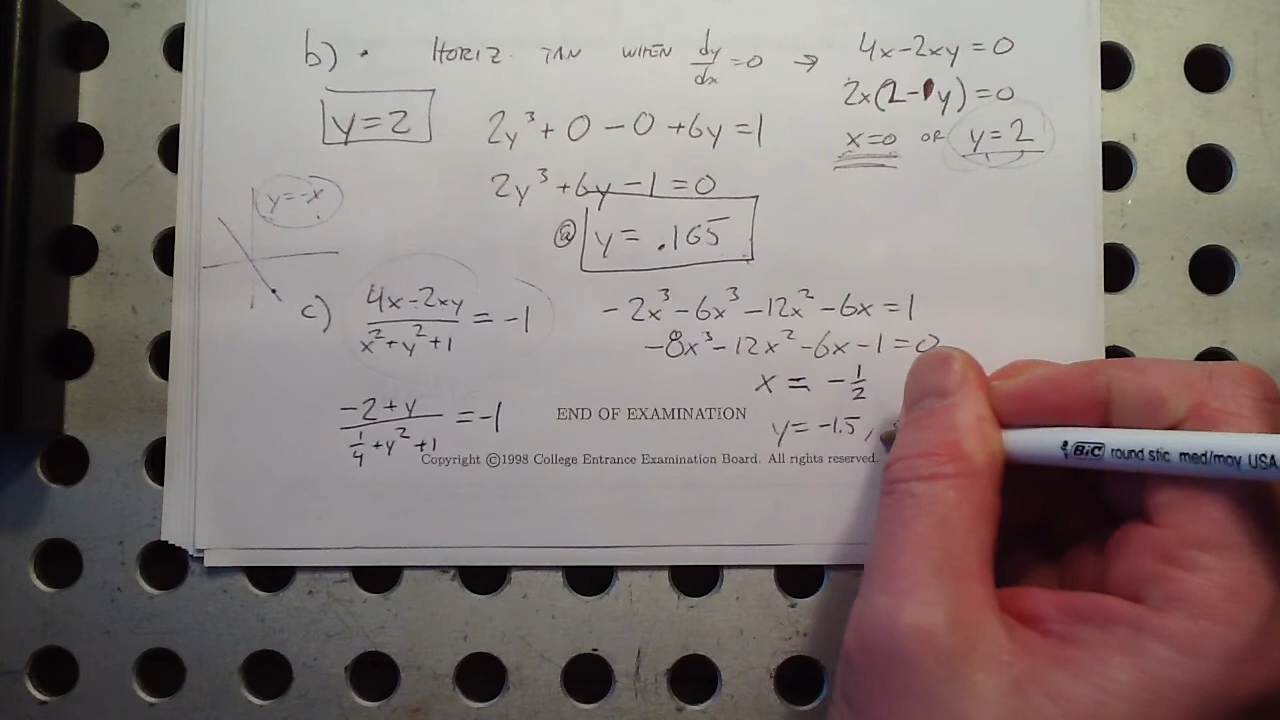 b) • HORIZ. TAN WHEN dy/dx = 0 → 4x - 2xy = 0
2x(2 - y) = 0
x = 0 OR y = 2
y = 2
2y³ + 0 - 0 + 6y = 1
2y³ + 6y - 1 = 0
@ y = .165
y = -x
c) (4x - 2xy)/(x² + y² + 1) = -1
(-2 + y)/(1/4 + y² + 1) = -1
-2x³ - 6x³ - 12x² - 6x = 1
-8x³ - 12x² - 6x - 1 = 0
x = -1/2
y = -1.5,
END OF EXAMINATION
Copyright ©1998 College Entrance Examination Board. All rights reserved.
BIC round stic med/moy USA